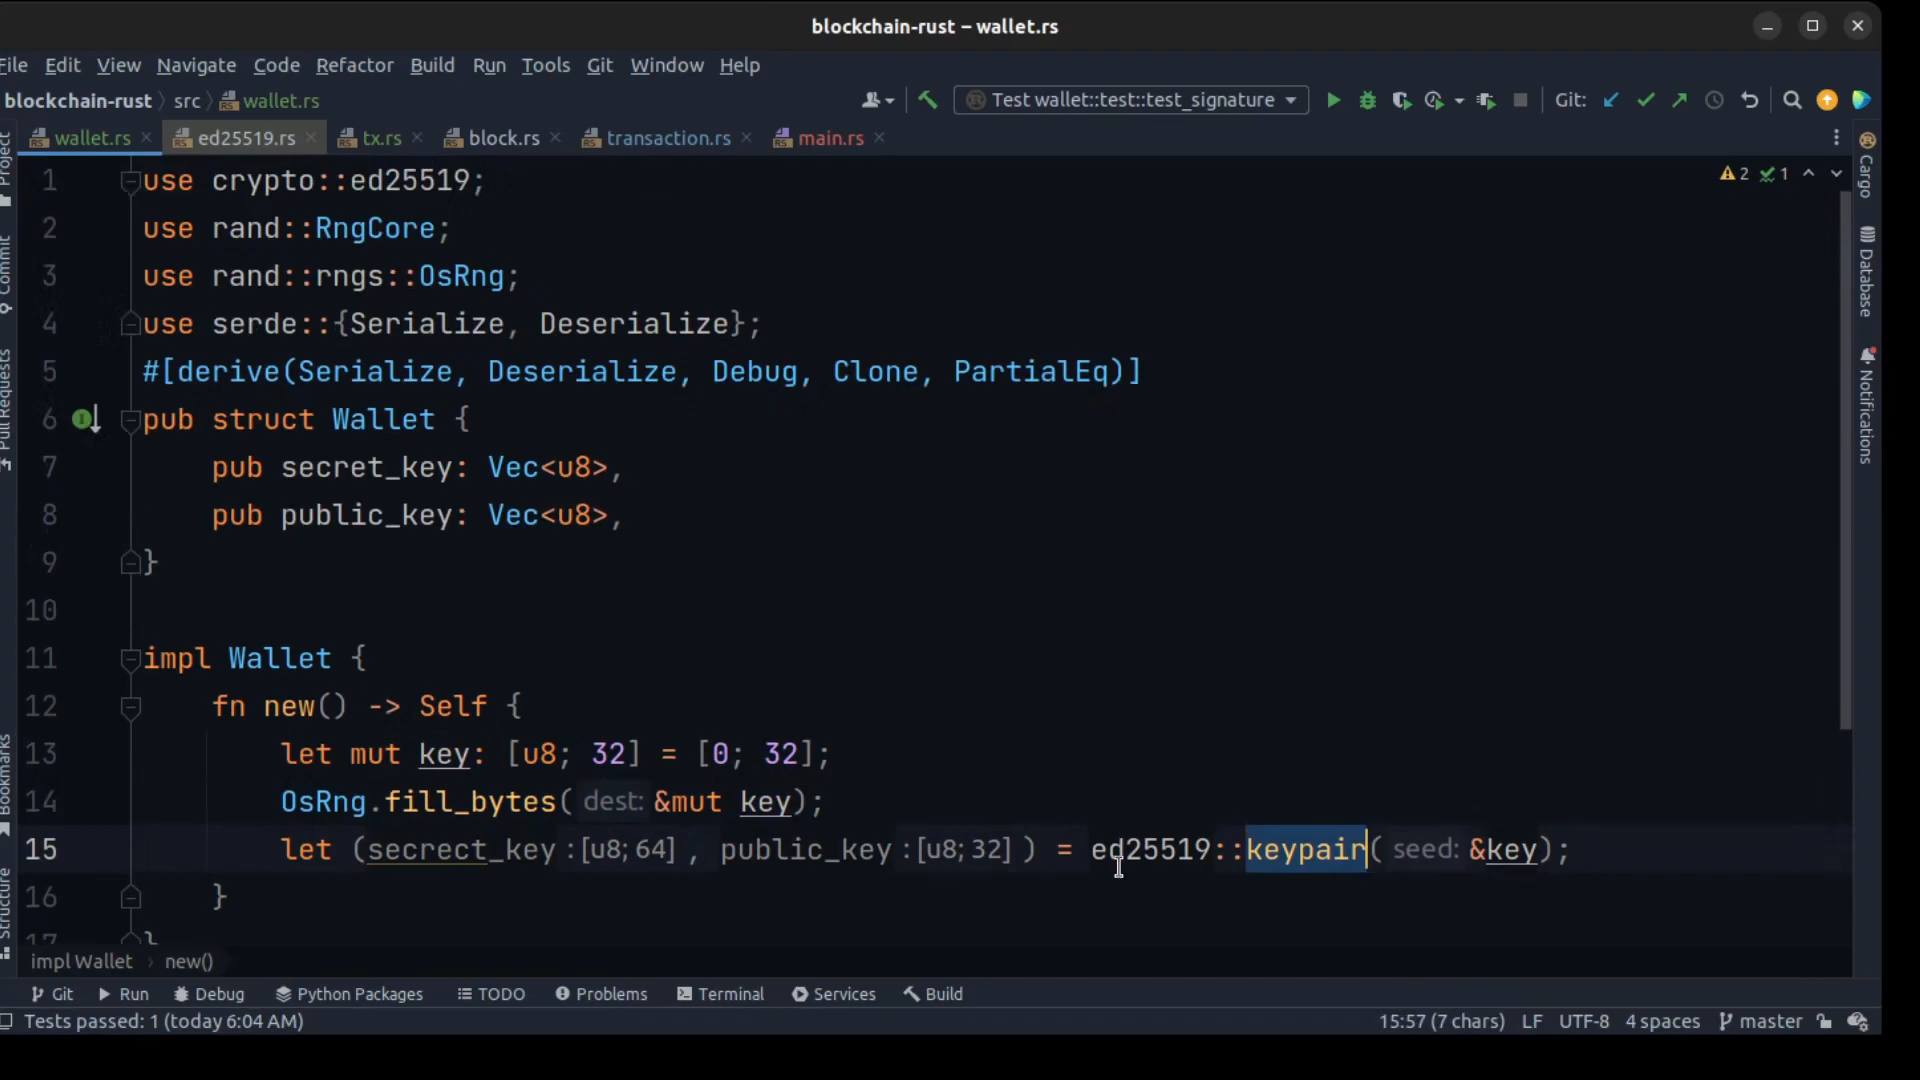 blockchain-rust – wallet.rs
File Edit View Navigate Code Refactor Build Run Tools Git Window Help
blockchain-rust src wallet.rs Test wallet::test::test_signature Git:
wallet.rs ed25519.rs tx.rs block.rs transaction.rs main.rs
Project
Commit
Pull Requests
Bookmarks
Structure
2 1
1 use crypto::ed25519;
2 use rand::RngCore;
3 use rand::rngs::OsRng;
4 use serde::{Serialize, Deserialize};
5 #[derive(Serialize, Deserialize, Debug, Clone, PartialEq)]
6 pub struct Wallet {
7 pub secret_key: Vec<u8>,
8 pub public_key: Vec<u8>,
9 }
10
11 impl Wallet {
12 fn new() -> Self {
13 let mut key: [u8; 32] = [0; 32];
14 OsRng.fill_bytes( dest: &mut key);
15 let (secrect_key :[u8;64] , public_key :[u8;32] ) = ed25519::keypair( seed: &key);
16 }
17 }
Cargo
Database
Notifications
impl Wallet › new()
Git Run Debug Python Packages TODO Problems Terminal Services Build
Tests passed: 1 (today 6:04 AM) 15:57 (7 chars) LF UTF-8 4 spaces master